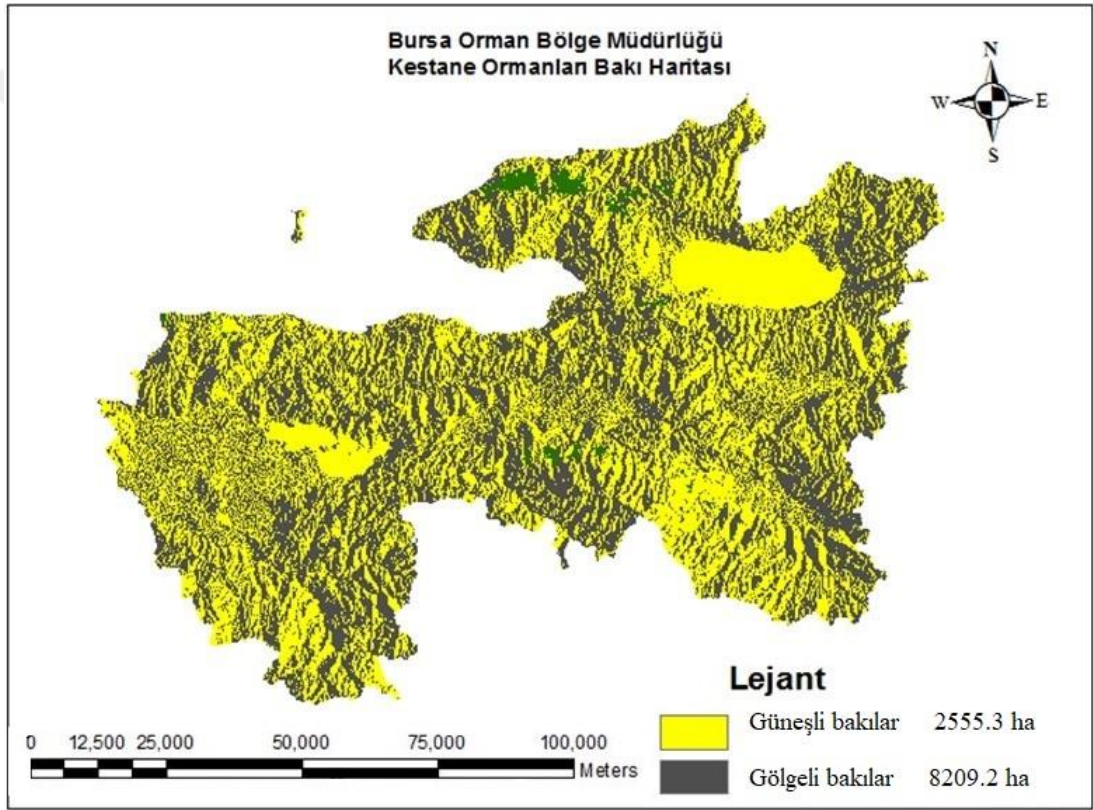 Bursa Orman Bölge Müdürlüğü
Kestane Ormanları Bakı Haritası
N
W E
S
Lejant
Güneşli bakılar 2555.3 ha
Gölgeli bakılar 8209.2 ha
0 12,500 25,000 50,000 75,000 100,000
Meters